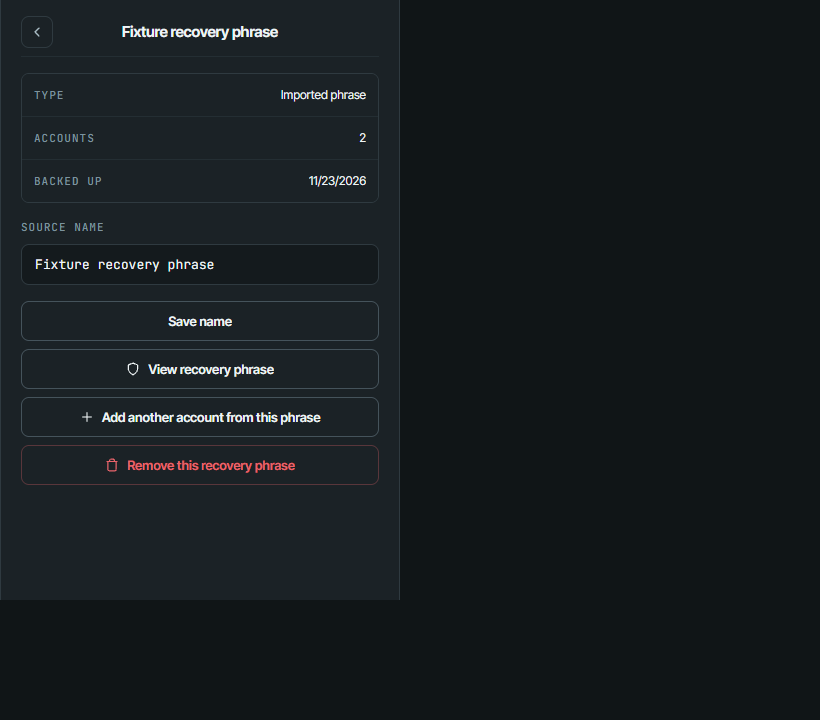 Fixture recovery phrase
TYPE Imported phrase
ACCOUNTS 2
BACKED UP 11/23/2026
SOURCE NAME
Fixture recovery phrase
Save name
View recovery phrase
Add another account from this phrase
Remove this recovery phrase